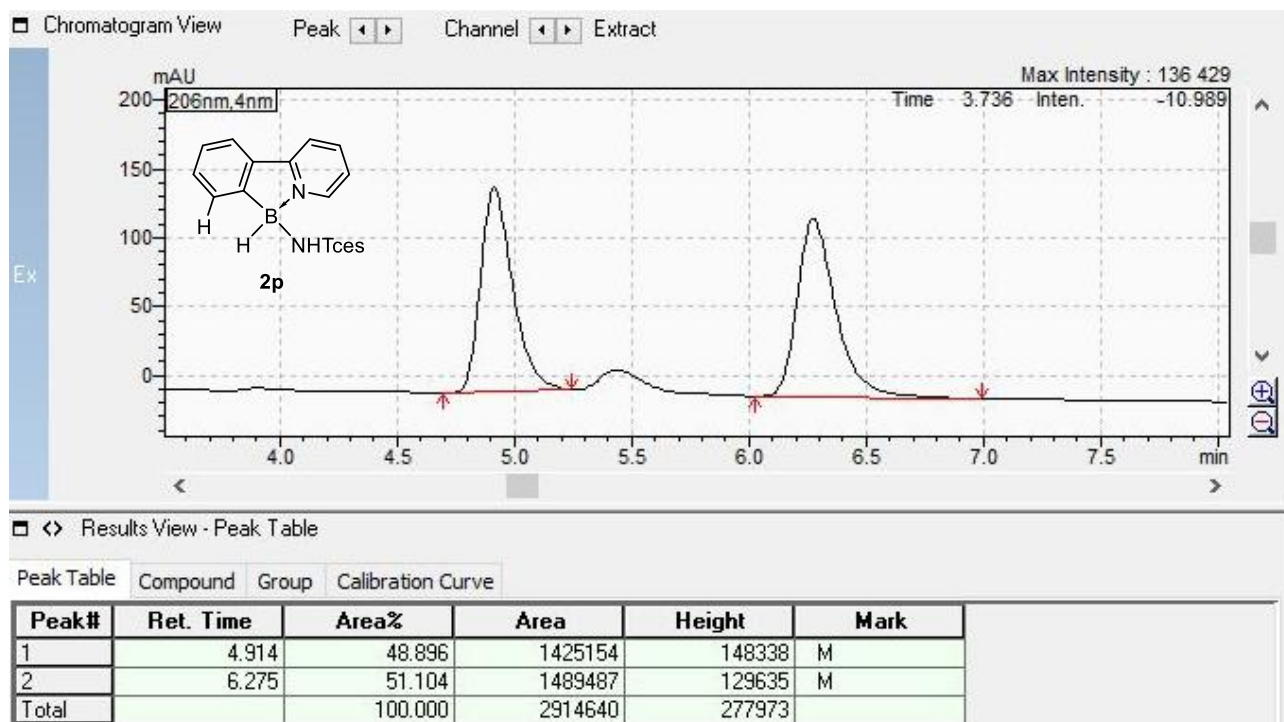 Chromatogram View Peak Channel Extract
mAU Max Intensity : 136 429
206nm,4nm Time 3.736 Inten. -10.989
200
150
100
50
0
N
B
H
H
NHTces
2p
Ex
4.0 4.5 5.0 5.5 6.0 6.5 7.0 7.5 min
Results View - Peak Table
Peak Table Compound Group Calibration Curve
Peak# Ret. Time Area% Area Height Mark
1 4.914 48.896 1425154 148338 M
2 6.275 51.104 1489487 129635 M
Total 100.000 2914640 277973